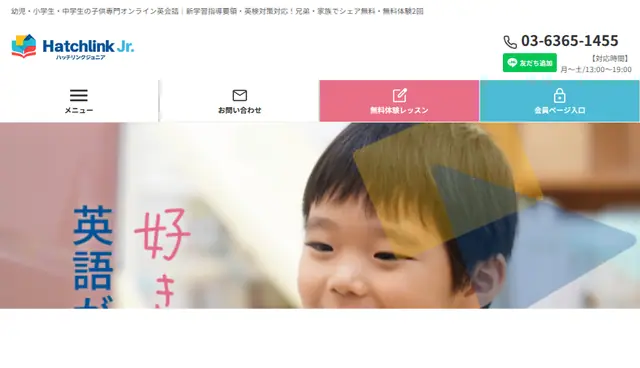 幼児・小学生・中学生の子供専門オンライン英会話｜新学習指導要領・英検対策対応！兄弟・家族でシェア無料・無料体験2回
Hatchlink Jr.
ハッチリンクジュニア
03-6365-1455
LINE 友だち追加
【対応時間】
月～土/13:00～19:00
メニュー
お問い合わせ
無料体験レッスン
会員ページ入口
好き
英語が